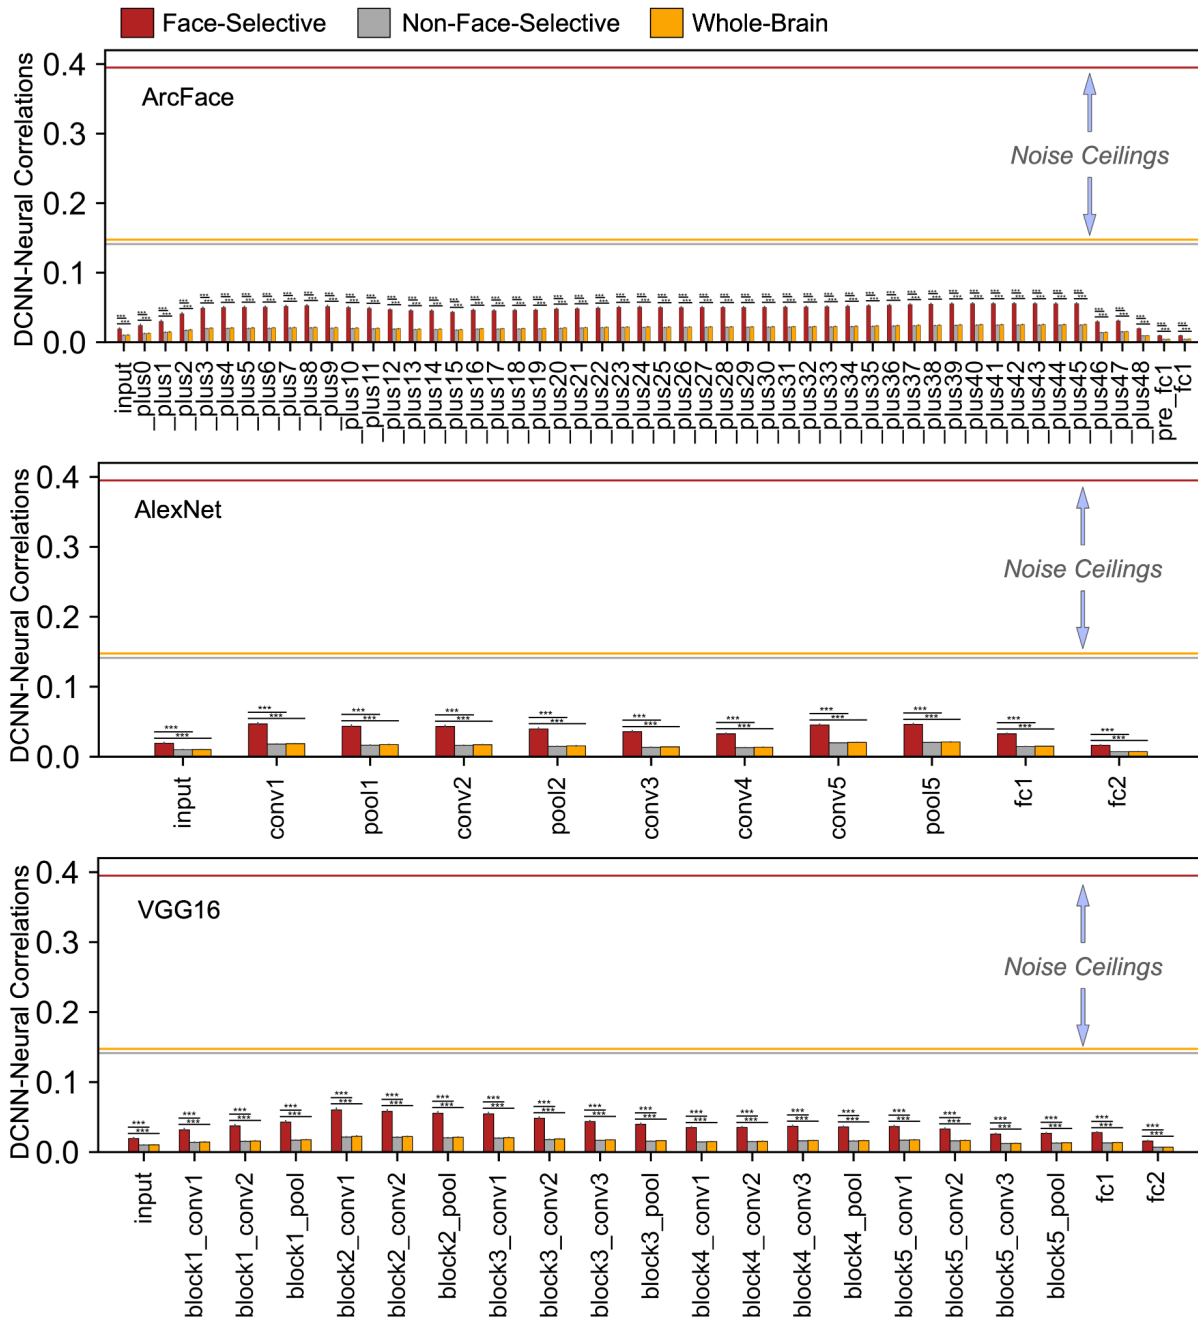 Face-Selective Non-Face-Selective Whole-Brain
DCNN-Neural Correlations
0.4
0.3
0.2
0.1
0.0
ArcFace
Noise Ceilings
input
_plus0
_plus1
_plus2
_plus3
_plus4
_plus5
_plus6
_plus7
_plus8
_plus9
_plus10
_plus11
_plus12
_plus13
_plus14
_plus15
_plus16
_plus17
_plus18
_plus19
_plus20
_plus21
_plus22
_plus23
_plus24
_plus25
_plus26
_plus27
_plus28
_plus29
_plus30
_plus31
_plus32
_plus33
_plus34
_plus35
_plus36
_plus37
_plus38
_plus39
_plus40
_plus41
_plus42
_plus43
_plus44
_plus45
_plus46
_plus47
_plus48
pre_fc1
fc1
DCNN-Neural Correlations
0.4
0.3
0.2
0.1
0.0
AlexNet
Noise Ceilings
input
conv1
pool1
conv2
pool2
conv3
conv4
conv5
pool5
fc1
fc2
DCNN-Neural Correlations
0.4
0.3
0.2
0.1
0.0
VGG16
Noise Ceilings
input
block1_conv1
block1_conv2
block1_pool
block2_conv1
block2_conv2
block2_pool
block3_conv1
block3_conv2
block3_conv3
block3_pool
block4_conv1
block4_conv2
block4_conv3
block4_pool
block5_conv1
block5_conv2
block5_conv3
block5_pool
fc1
fc2